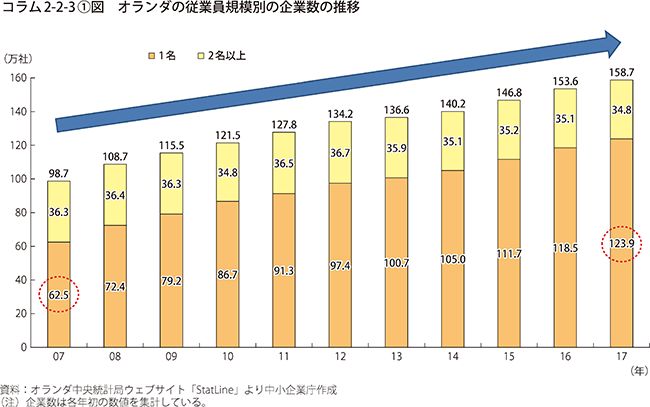 コラム2-2-3①図 オランダの従業員規模別の企業数の推移
(万社)
1名 2名以上
160
140
120
100
80
60
40
20
0
98.7 108.7 115.5 121.5 127.8 134.2 136.6 140.2 146.8 153.6 158.7
36.3 36.4 36.3 34.8 36.5 36.7 35.9 35.1 35.2 35.1 34.8
62.5 72.4 79.2 86.7 91.3 97.4 100.7 105.0 111.7 118.5 123.9
07 08 09 10 11 12 13 14 15 16 17
(年)
資料：オランダ中央統計局ウェブサイト「StatLine」より中小企業庁作成
（注）企業数は各年初の数値を集計している。